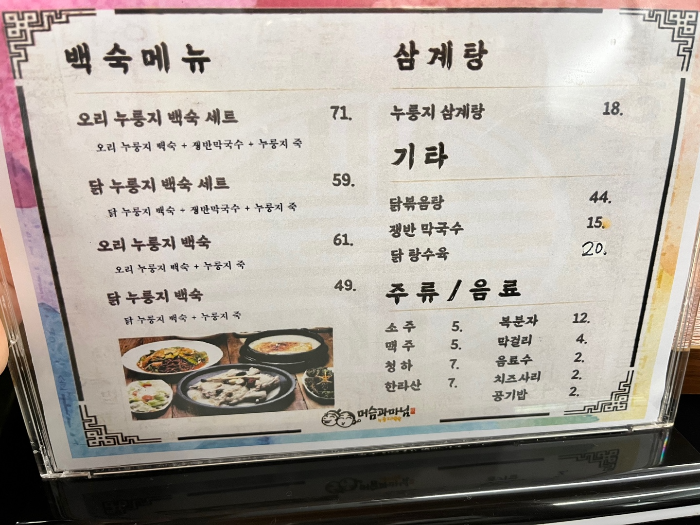 백숙메뉴
오리 누룽지 백숙 세트 71.
오리 누룽지 백숙 + 쟁반막국수 + 누룽지 죽
닭 누룽지 백숙 세트 59.
닭 누룽지 백숙 + 쟁반막국수 + 누룽지 죽
오리 누룽지 백숙 61.
오리 누룽지 백숙 + 누룽지 죽
닭 누룽지 백숙 49.
닭 누룽지 백숙 + 누룽지 죽
삼계탕
누룽지 삼계탕 18.
기타
닭볶음탕 44.
쟁반 막국수 15.
닭 탕수육 20.
주류/음료
소주 5.
맥주 5.
청하 7.
한라산 7.
복분자 12.
막걸리 4.
음료수 2.
치즈사리 2.
공기밥 2.
머슴과마님